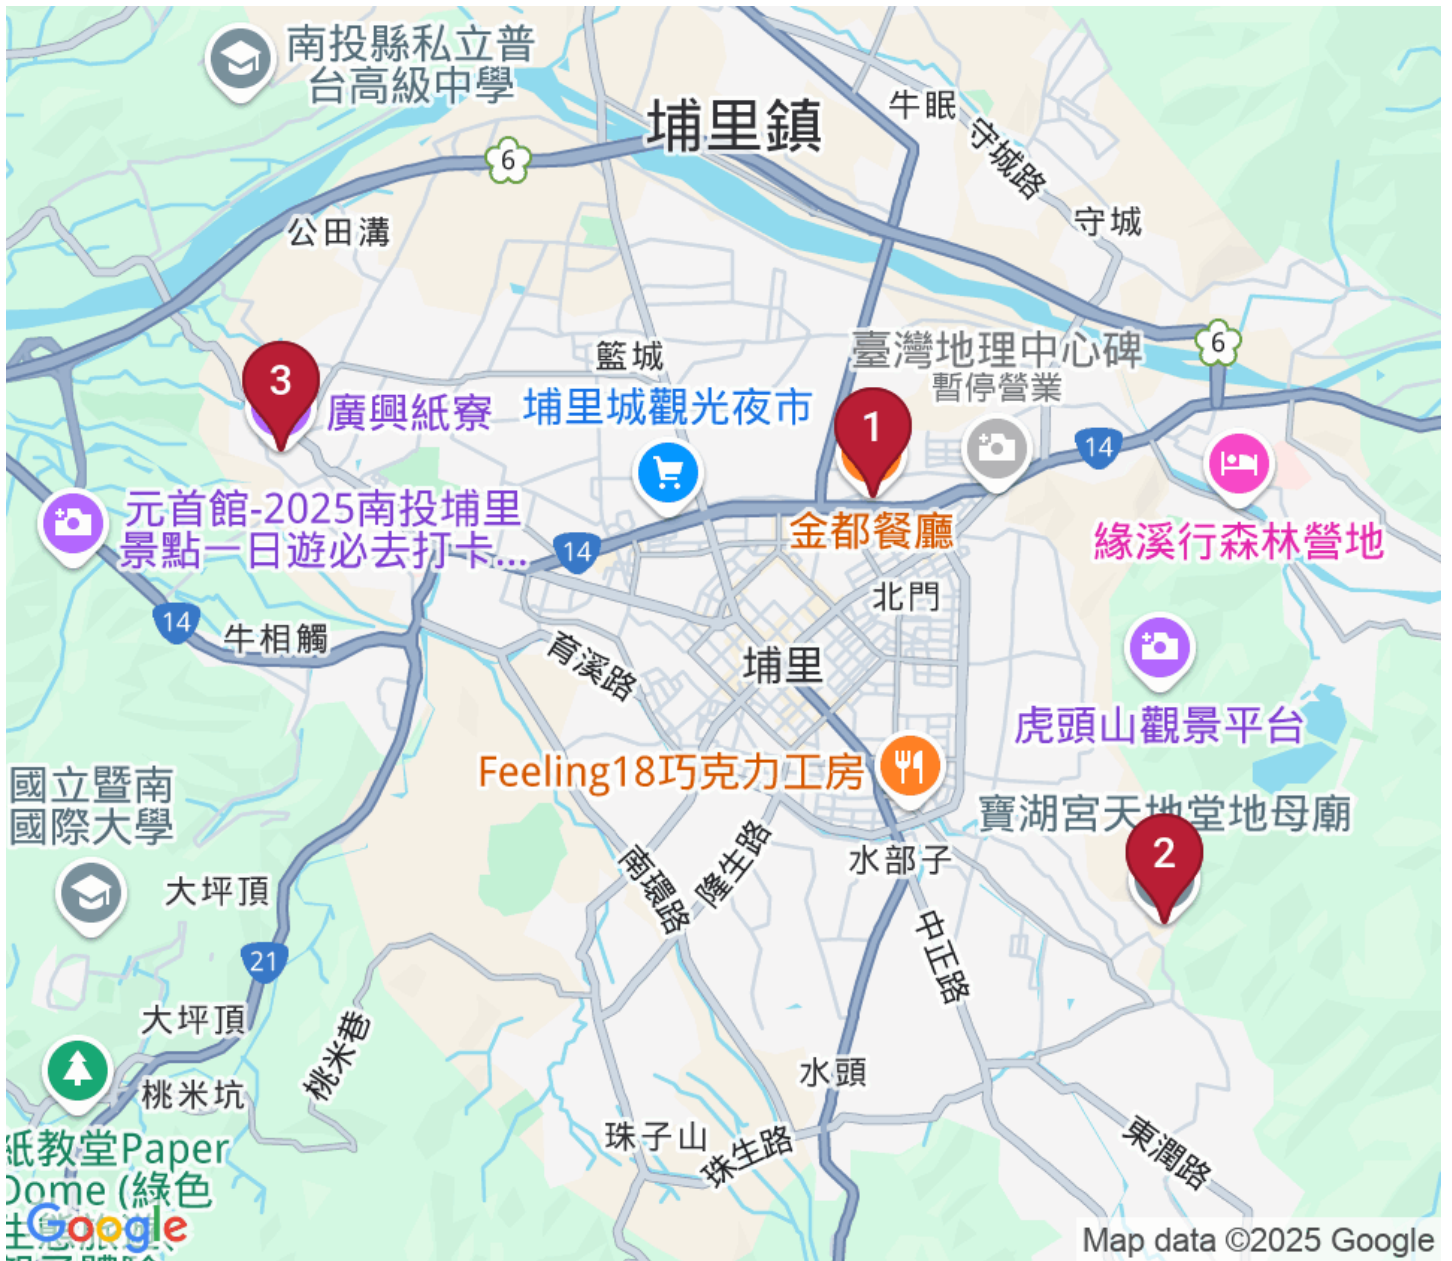 南投縣私立普
台高級中學
埔里鎮
牛眠
守城路
6
守城
公田溝
臺灣地理中心碑
暫停營業
6
籃城
3
廣興紙寮
埔里城觀光夜市
1
14
元首館-2025南投埔里
景點一日遊必去打卡...
金都餐廳
緣溪行森林營地
14
北門
14
牛相觸
育溪路
埔里
虎頭山觀景平台
Feeling18巧克力工房
國立暨南
國際大學
寶湖宮天地堂地母廟
2
水部子
南環路
隆生路
大坪頂
中正路
21
大坪頂
桃米巷
水頭
桃米坑
珠子山
珠生路
東潤路
紙教堂Paper
Dome (綠色
Google
Map data ©2025 Google